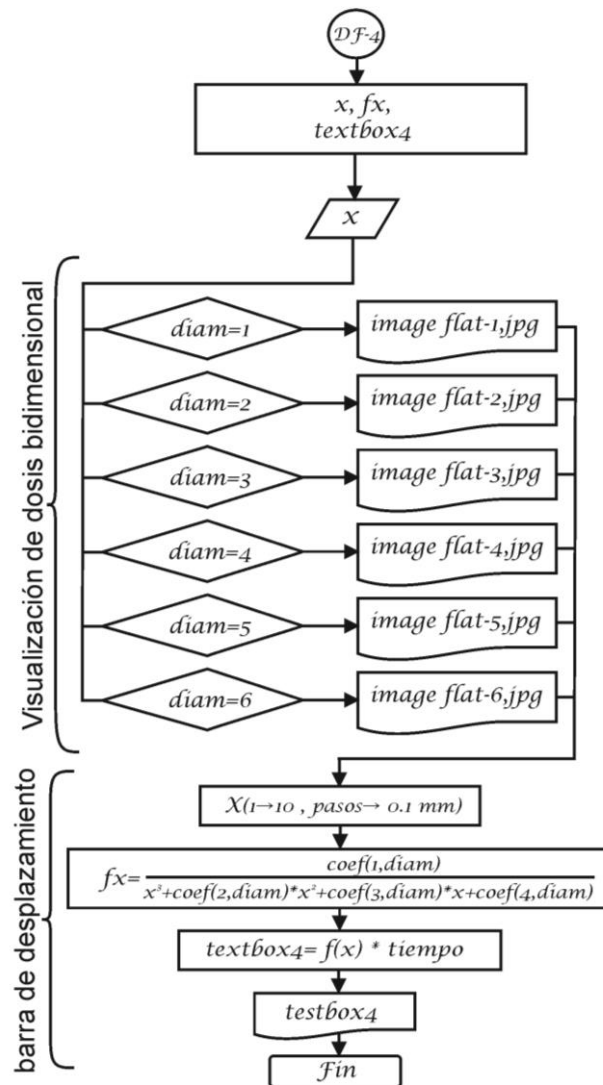 DF-4
x, fx,
textbox4
x
Visualización de dosis bidimensional
diam=1
image flat-1,jpg
diam=2
image flat-2,jpg
diam=3
image flat-3,jpg
diam=4
image flat-4,jpg
diam=5
image flat-5,jpg
diam=6
image flat-6,jpg
barra de desplazamiento
X(1→10 , pasos→ 0.1 mm)
fx= coef(1,diam)
x³+coef(2,diam)*x²+coef(3,diam)*x+coef(4,diam)
textbox4= f(x) * tiempo
testbox4
Fin